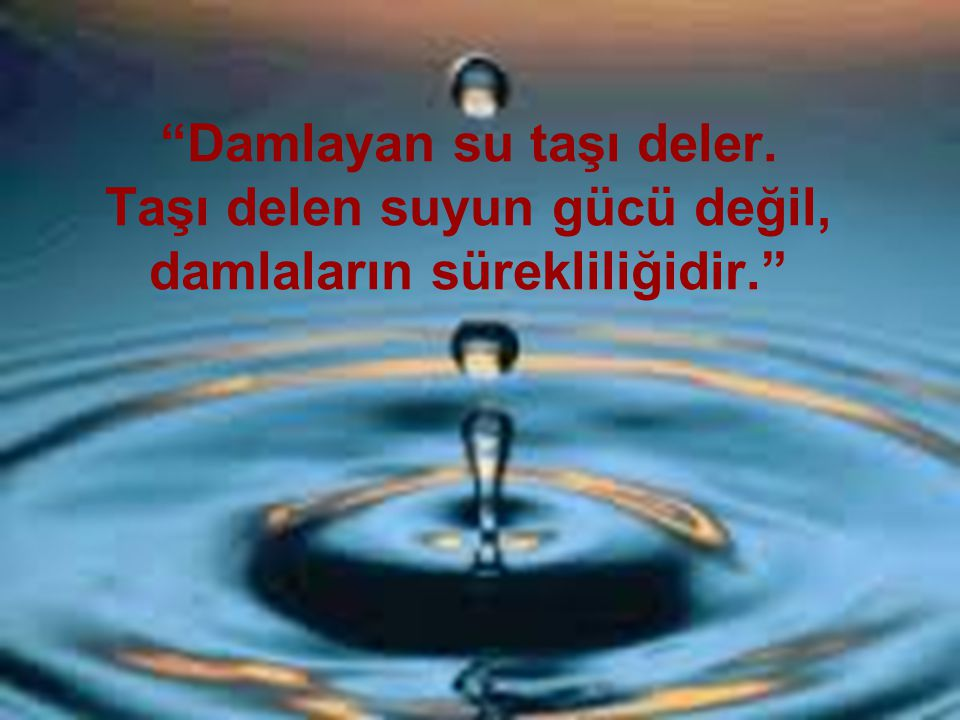 “Damlayan su taşı deler.
Taşı delen suyun gücü değil,
damlaların sürekliliğidir.”